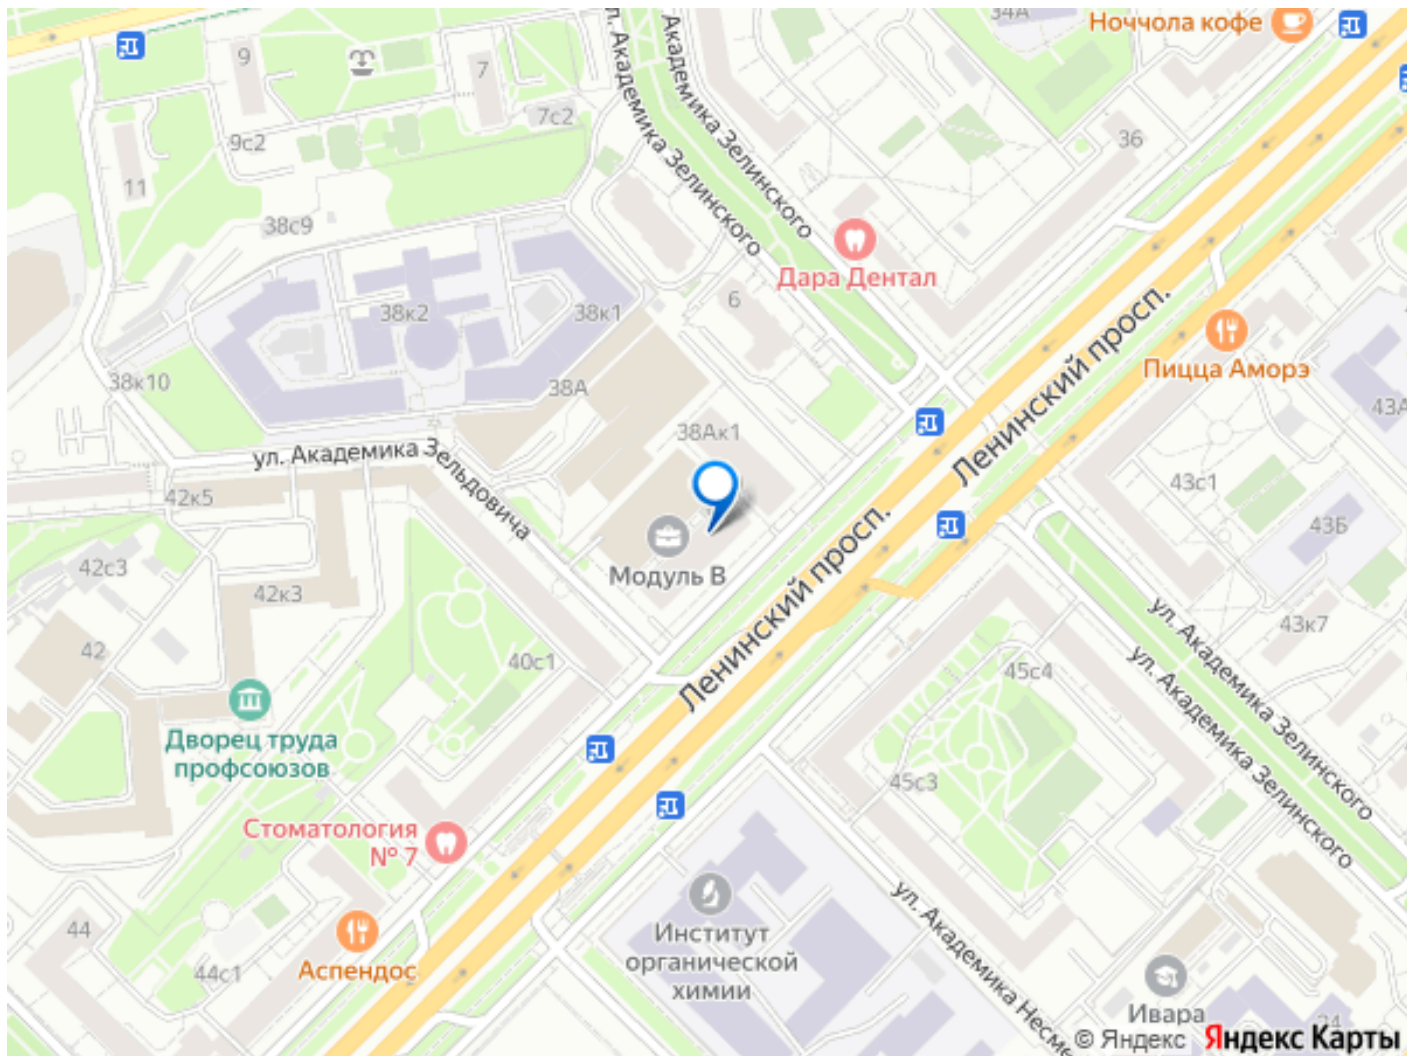 34А
Ноччола кофе
9
7
7с2
9с2
11
36
ул. Академика Зелинского
Академика Зелинского
38с9
Дара Дентал
6
38к2
38к1
Ленинский просп.
Пицца Аморэ
38к10
38А
43А
38Ак1
ул. Академика Зельдовича
42к5
43с1
Ленинский просп.
43Б
Модуль В
42с3
42к3
43к7
ул. Академика Зелинского
ул. Академика Зелинского
42
40с1
45с4
Дворец труда
профсоюзов
45с3
Стоматология
№ 7
ул. Академика Несме
44
Институт
органической
химии
Аспендос
44с1
Ивара
24
© Яндекс Яндекс Карты